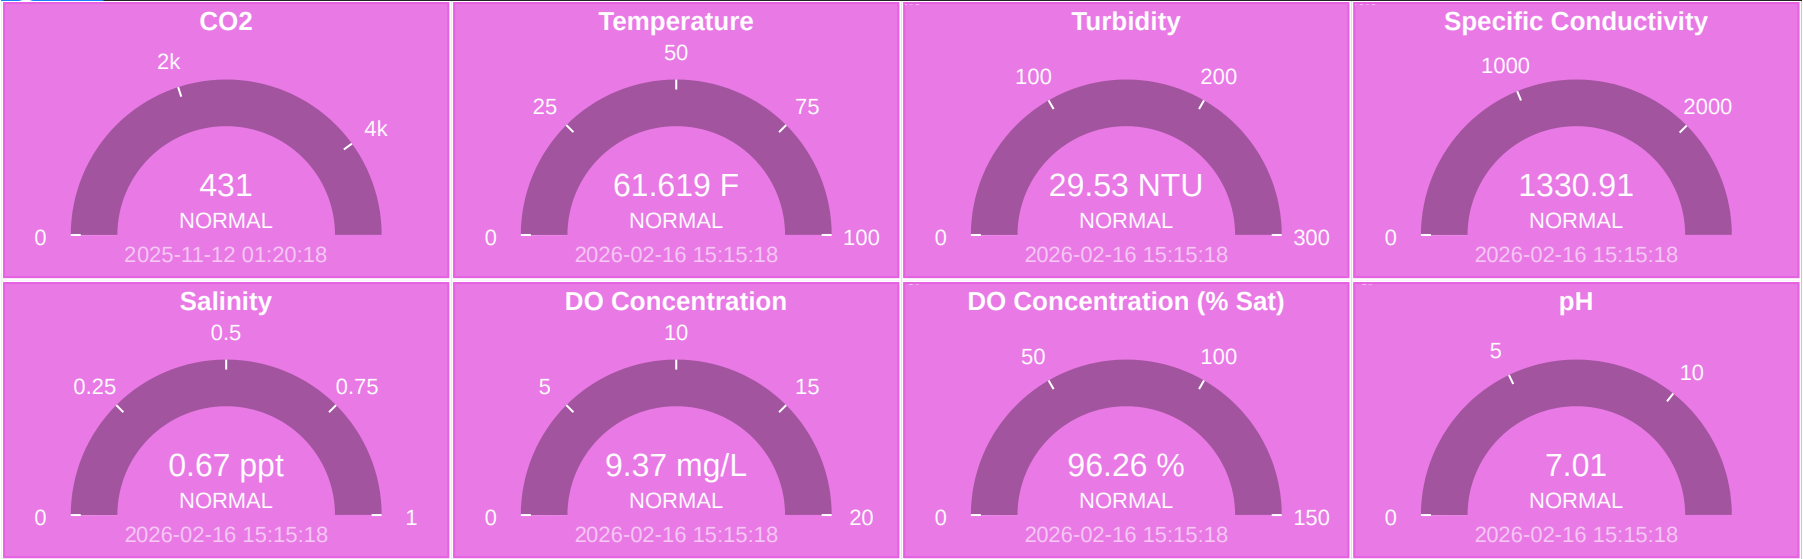 CO2
2k
4k
0
431
NORMAL
2025-11-12 01:20:18
Temperature
50
25
75
0
100
61.619 F
NORMAL
2026-02-16 15:15:18
Turbidity
100
200
0
300
29.53 NTU
NORMAL
2026-02-16 15:15:18
Specific Conductivity
1000
2000
0
1330.91
NORMAL
2026-02-16 15:15:18
Salinity
0.5
0.25
0.75
0
1
0.67 ppt
NORMAL
2026-02-16 15:15:18
DO Concentration
10
5
15
0
20
9.37 mg/L
NORMAL
2026-02-16 15:15:18
DO Concentration (% Sat)
50
100
0
150
96.26 %
NORMAL
2026-02-16 15:15:18
pH
5
10
0
7.01
NORMAL
2026-02-16 15:15:18